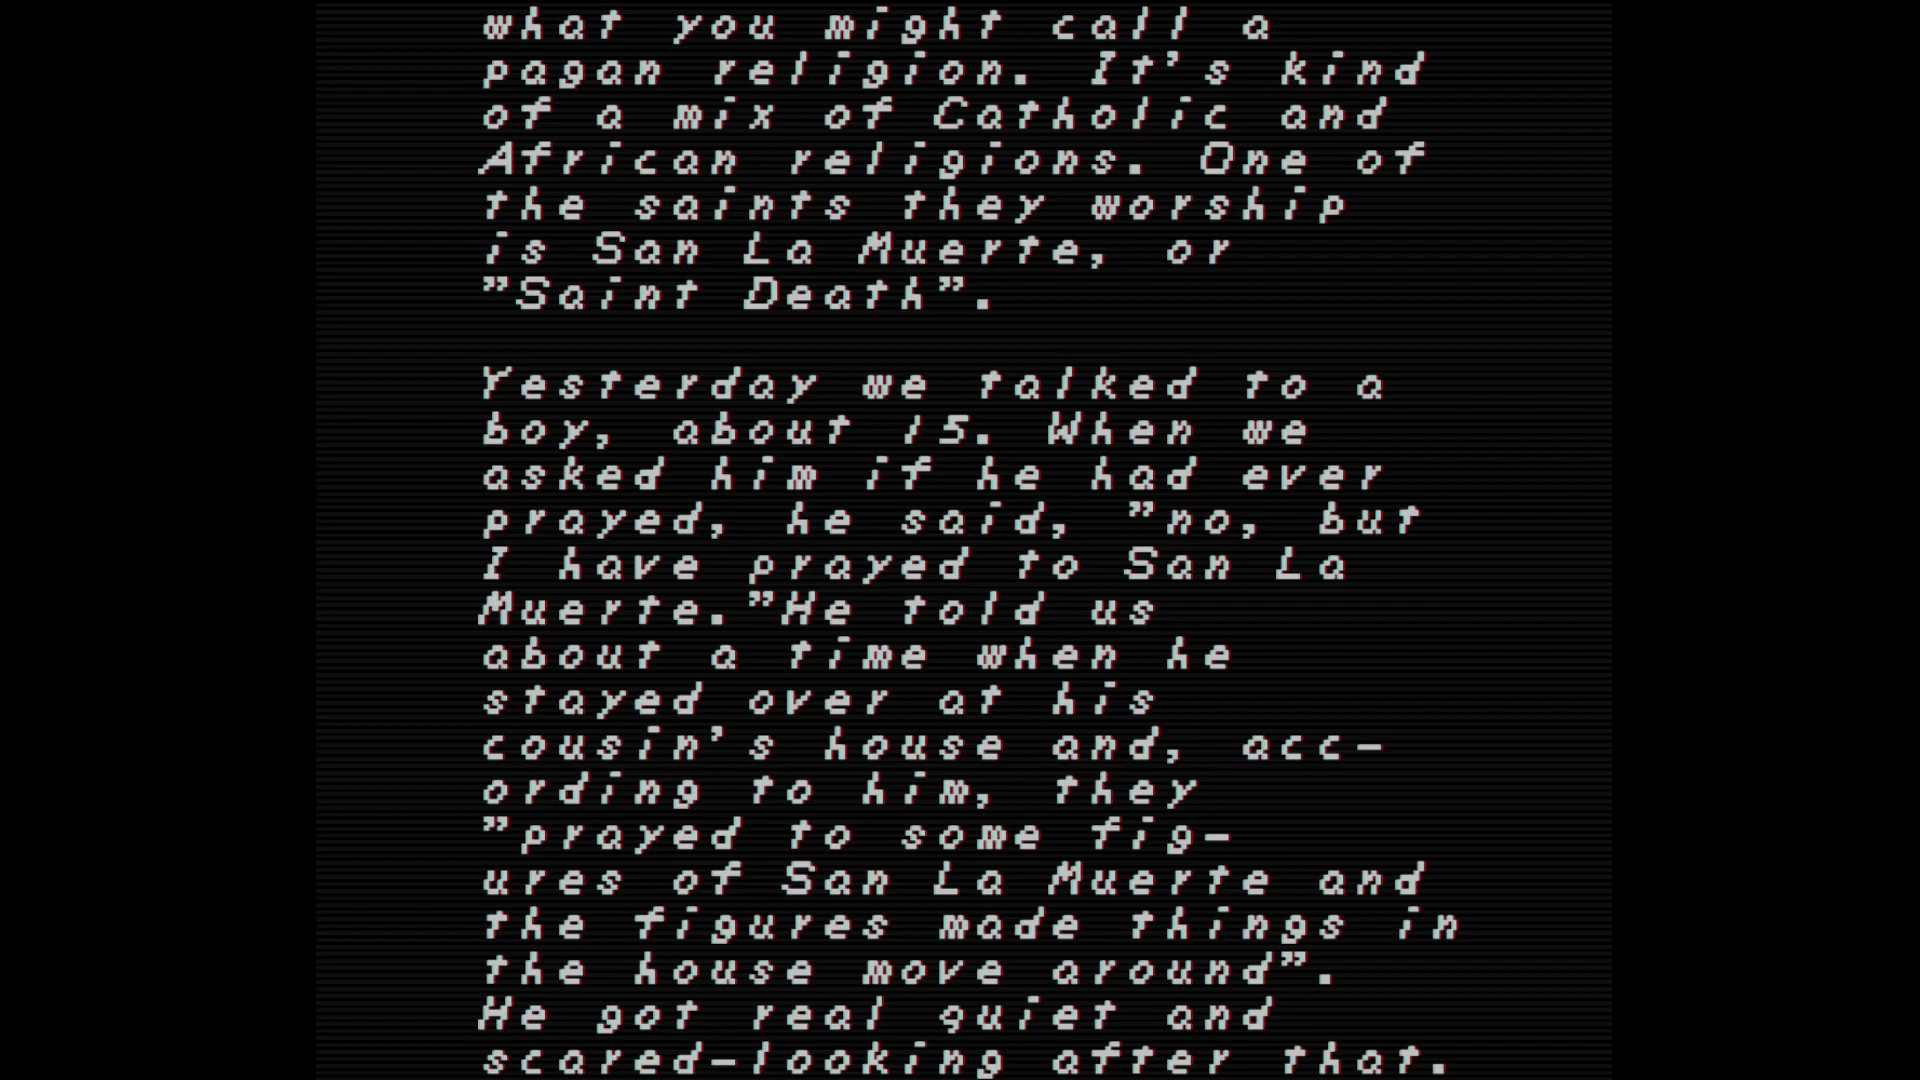 what you might call a
pagan religion. It's kind
of a mix of Catholic and
African religions. One of
the saints they worship
is San La Muerte, or
"Saint Death".
Yesterday we talked to a
boy, about 15. When we
asked him if he had ever
prayed, he said, "no, but
I have prayed to San La
Muerte."He told us
about a time when he
stayed over at his
cousin's house and, acc-
ording to him, they
"prayed to some fig-
ures of San La Muerte and
the figures made things in
the house move around".
He got real quiet and
scared-looking after that.